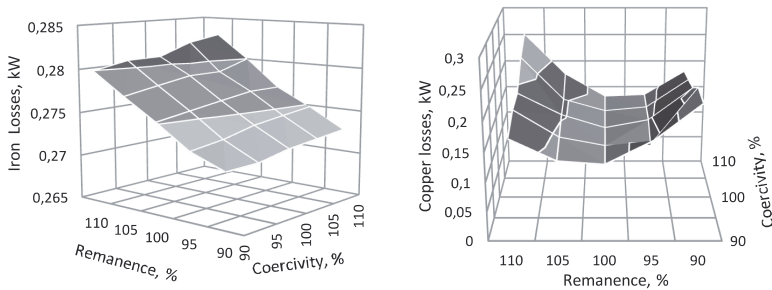 0,285
0,28
0,275
0,27
0,265
Iron Losses, kW
110 105 100 95 90
Remanence, %
90 95 100 105 110
Coercivity, %
0,3
0,25
0,2
0,15
0,1
0,05
0
Copper losses, kW
110 105 100 95 90
Remanence, %
110
100
90
Coercivity, %